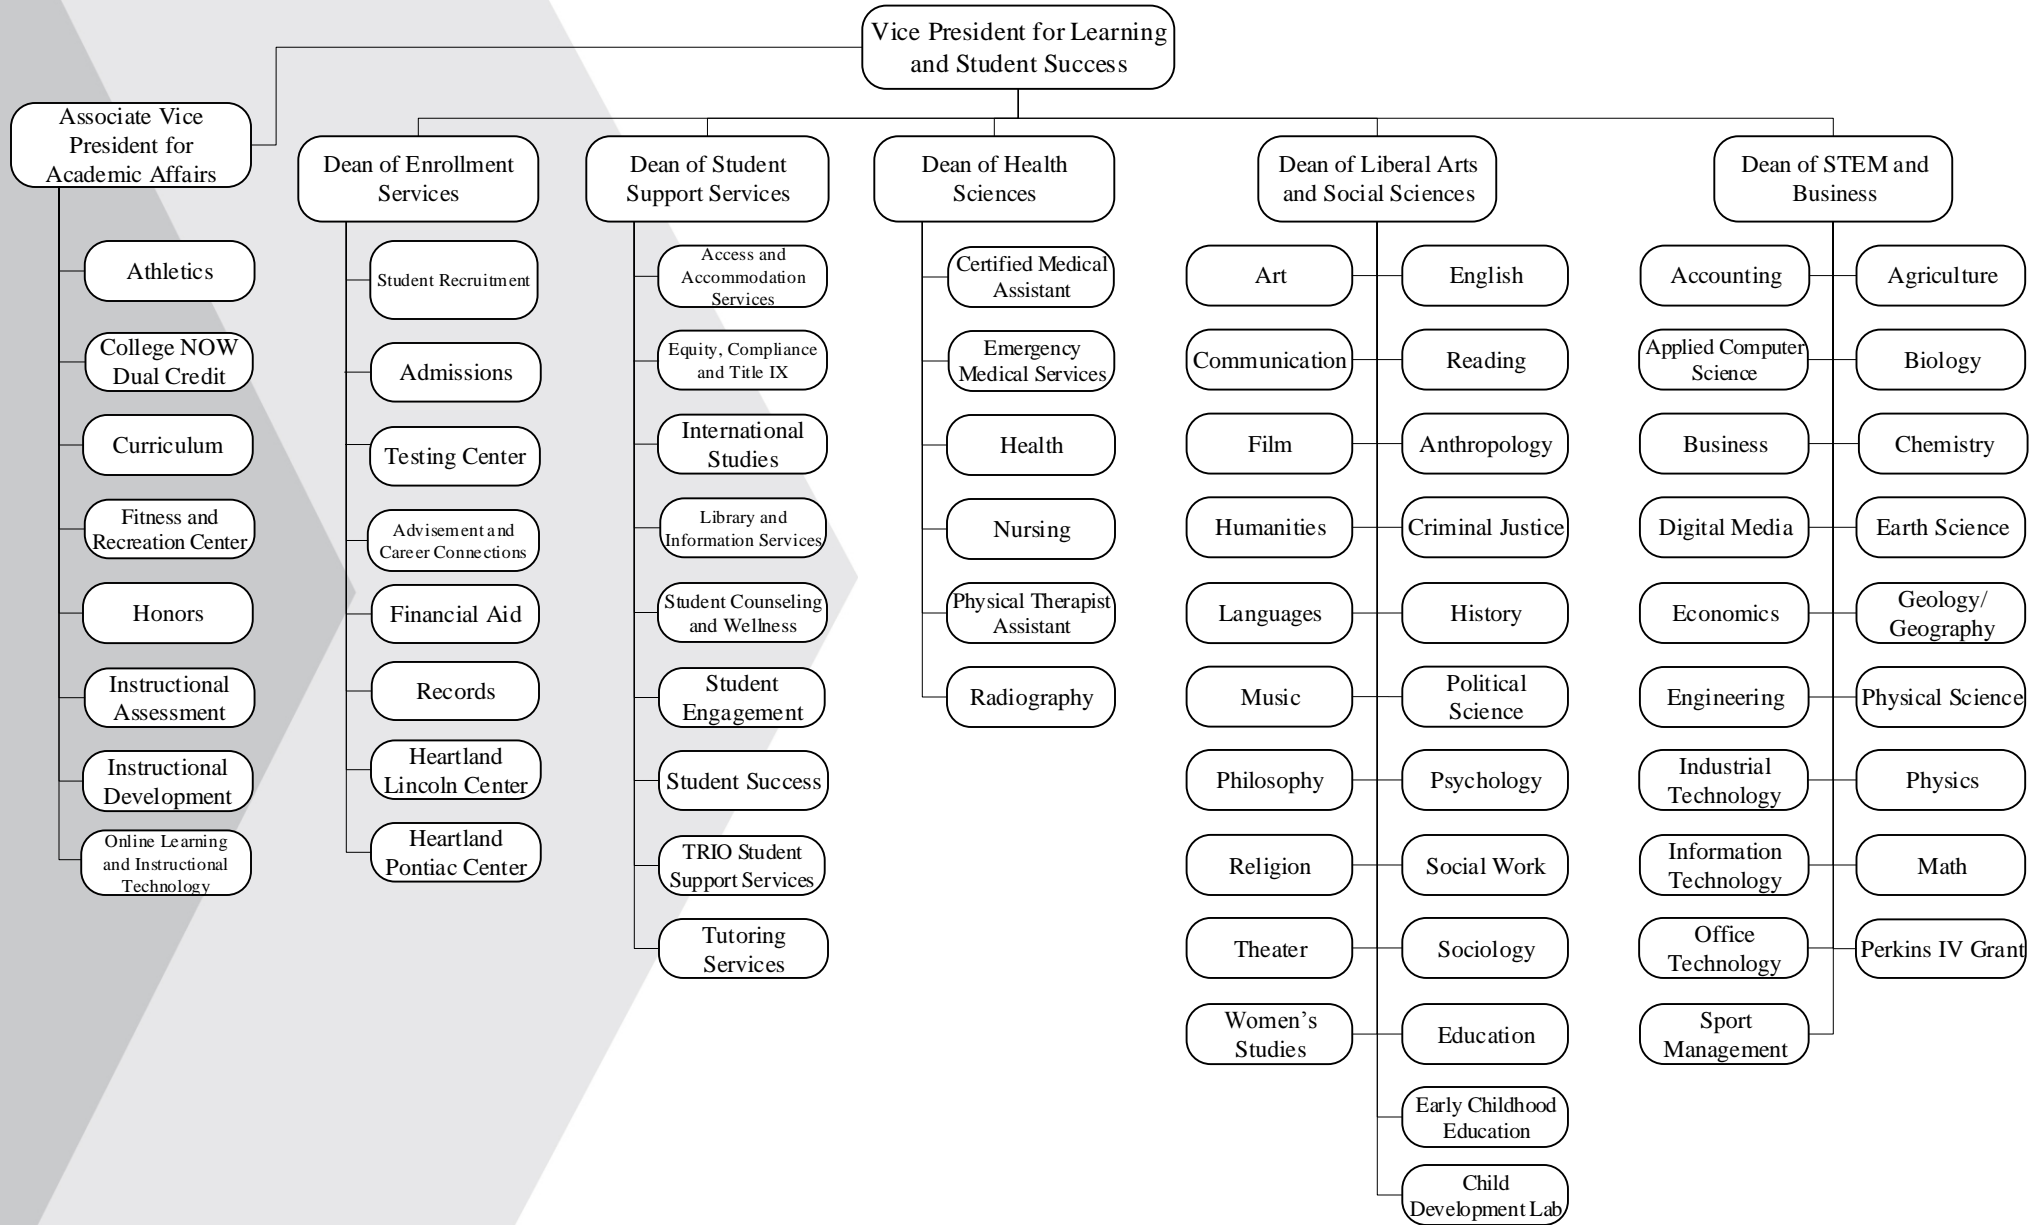 Vice President for Learning
and Student Success
Associate Vice
President for
Academic Affairs
Athletics
College NOW
Dual Credit
Curriculum
Fitness and
Recreation Center
Honors
Instructional
Assessment
Instructional
Development
Online Learning
and Instructional
Technology
Dean of Enrollment
Services
Student Recruitment
Admissions
Testing Center
Advisement and
Career Connections
Financial Aid
Records
Heartland
Lincoln Center
Heartland
Pontiac Center
Dean of Student
Support Services
Access and
Accommodation
Services
Equity, Compliance
and Title IX
International
Studies
Library and
Information Services
Student Counseling
and Wellness
Student
Engagement
Student Success
TRIO Student
Support Services
Tutoring
Services
Dean of Health
Sciences
Certified Medical
Assistant
Emergency
Medical Services
Health
Nursing
Physical Therapist
Assistant
Radiography
Dean of Liberal Arts
and Social Sciences
Art
Communication
Film
Humanities
Languages
Music
Philosophy
Religion
Theater
Women’s
Studies
English
Reading
Anthropology
Criminal Justice
History
Political
Science
Psychology
Social Work
Sociology
Education
Early Childhood
Education
Child
Development Lab
Dean of STEM and
Business
Accounting
Applied Computer
Science
Business
Digital Media
Economics
Engineering
Industrial
Technology
Information
Technology
Office
Technology
Sport
Management
Agriculture
Biology
Chemistry
Earth Science
Geology/
Geography
Physical Science
Physics
Math
Perkins IV Grant